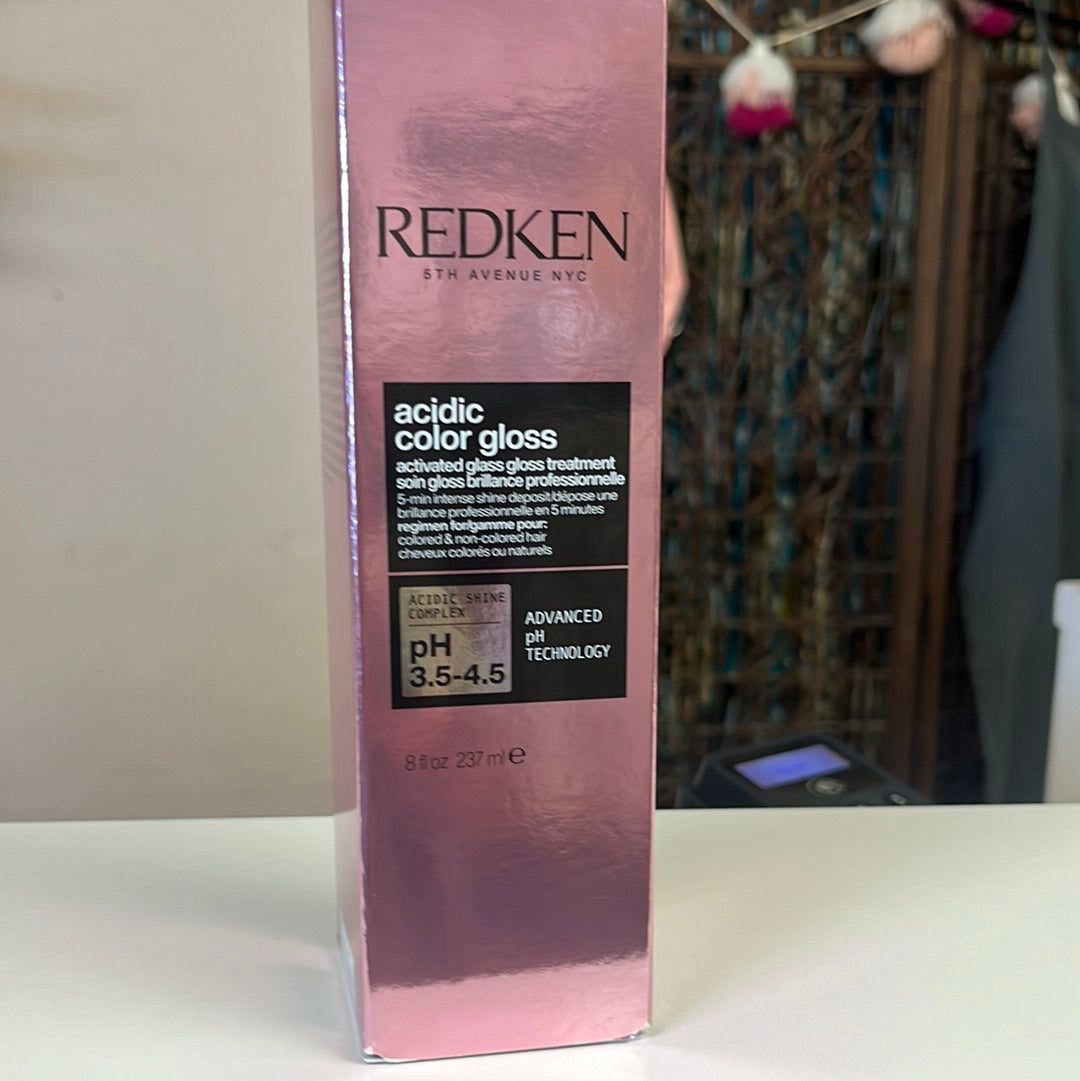 REDKEN
5TH AVENUE NYC
acidic
color gloss
activated glass gloss treatment
soin gloss brillance professionnelle
5-min intense shine deposit/dépose une
brillance professionnelle en 5 minutes
regimen for/gamme pour:
colored & non-colored hair
cheveux colorés ou naturels
ACIDIC SHINE
COMPLEX
pH
3.5-4.5
ADVANCED
pH
TECHNOLOGY
8 fl oz 237 ml e